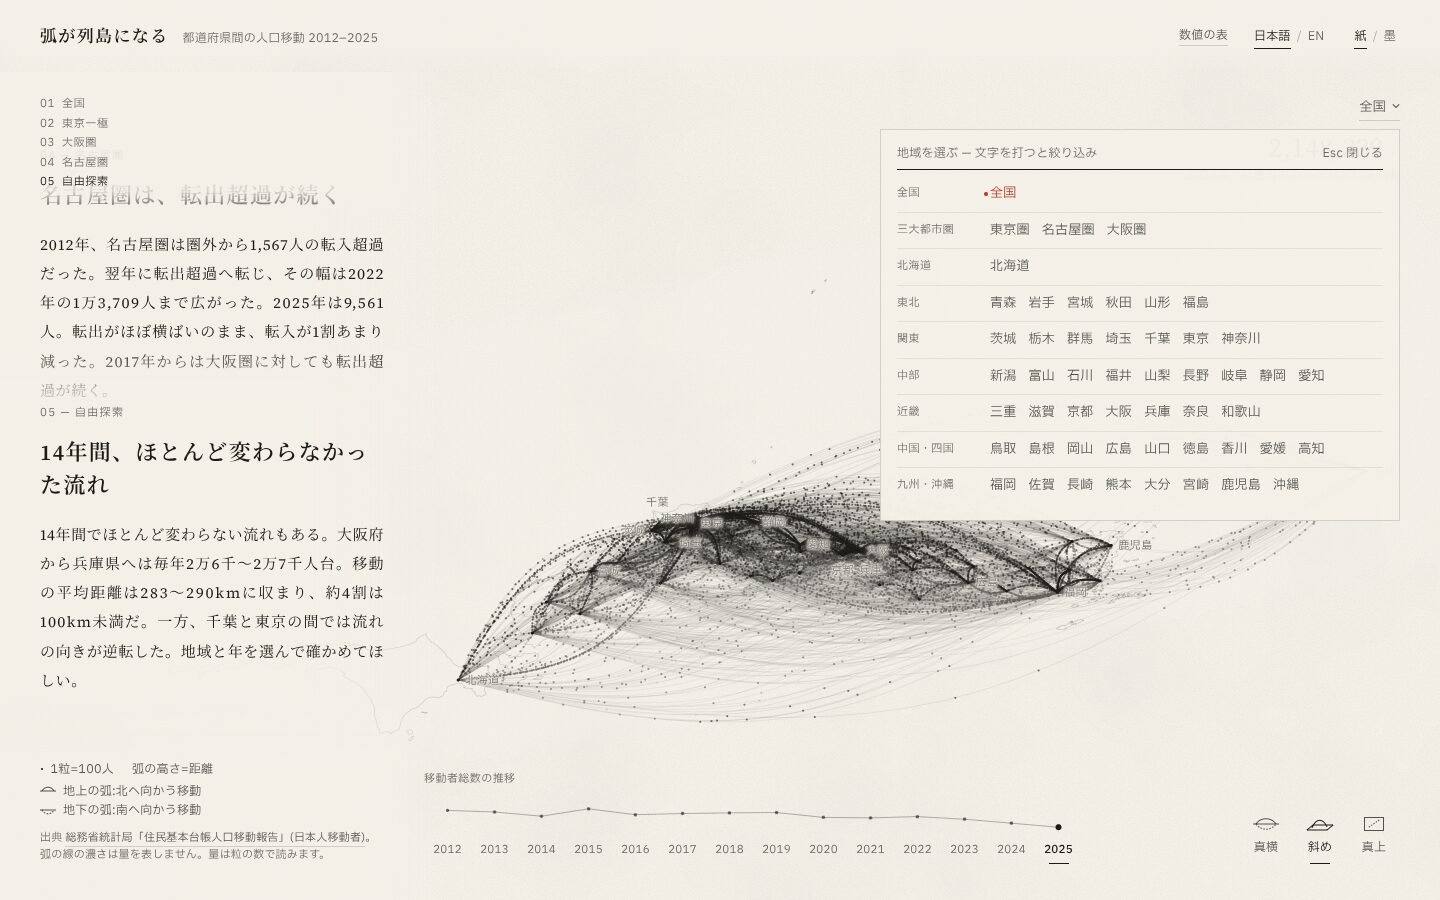 弧が列島になる 都道府県間の人口移動 2012–2025
数値の表 日本語 / EN 紙 / 墨
01 全国
02 東京一極
03 大阪圏
04 名古屋圏
05 自由探索
名古屋圏は、転出超過が続く
2012年、名古屋圏は圏外から1,567人の転入超過
だった。翌年に転出超過へ転じ、その幅は2022
年の1万3,709人まで広がった。2025年は9,561
人。転出がほぼ横ばいのまま、転入が1割あまり
減った。2017年からは大阪圏に対しても転出超
過が続く。
05 — 自由探索
14年間、ほとんど変わらなかっ
た流れ
14年間でほとんど変わらない流れもある。大阪府
から兵庫県へは毎年2万6千〜2万7千人台。移動
の平均距離は283〜290kmに収まり、約4割は
100km未満だ。一方、千葉と東京の間では流れ
の向きが逆転した。地域と年を選んで確かめてほ
しい。
全国
地域を選ぶ — 文字を打つと絞り込み Esc 閉じる
全国 全国
三大都市圏 東京圏 名古屋圏 大阪圏
北海道 北海道
東北 青森 岩手 宮城 秋田 山形 福島
関東 茨城 栃木 群馬 埼玉 千葉 東京 神奈川
中部 新潟 富山 石川 福井 山梨 長野 岐阜 静岡 愛知
近畿 三重 滋賀 京都 大阪 兵庫 奈良 和歌山
中国・四国 鳥取 島根 岡山 広島 山口 徳島 香川 愛媛 高知
九州・沖縄 福岡 佐賀 長崎 熊本 大分 宮崎 鹿児島 沖縄
千葉
神奈川
東京
静岡
鹿児島
福岡
北海道
・1粒=100人 弧の高さ=距離
地上の弧:北へ向かう移動
地下の弧:南へ向かう移動
出典 総務省統計局「住民基本台帳人口移動報告」(日本人移動者)。
弧の線の濃さは量を表しません。量は粒の数で読みます。
移動者総数の推移
2012 2013 2014 2015 2016 2017 2018 2019 2020 2021 2022 2023 2024 2025
真横 斜め 真上